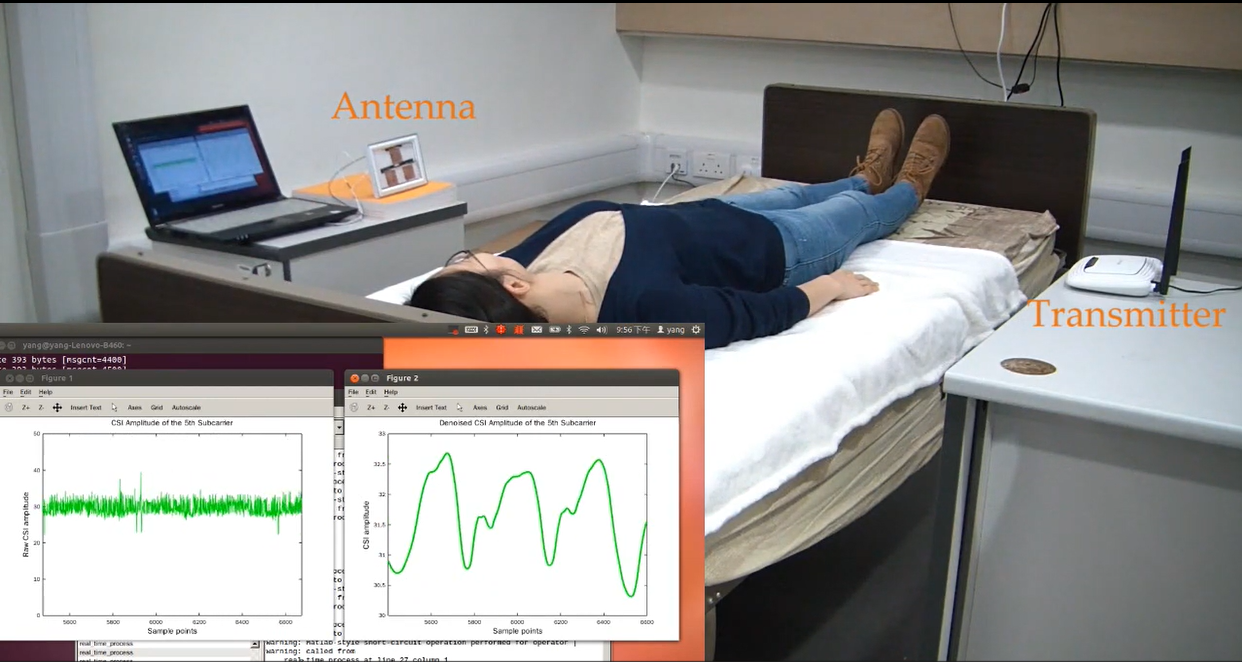 Antenna
Transmitter
9:56 下午 yang
yang@yang-Lenovo-B460: ~
393 bytes [msgcnt=4400]
Figure 1
File Edit Help
Z+ Z- Insert Text Axes Grid Autoscale
CSI Amplitude of the 5th Subcarrier
50
40
30
20
10
0
Raw CSI amplitude
5600 5800 6000 6200 6400 6600
Sample points
Figure 2
File Edit Help
Z+ Z- Insert Text Axes Grid Autoscale
Denoised CSI Amplitude of the 5th Subcarrier
33
32.5
32
31.5
31
30.5
30
CSI amplitude
5600 5800 6000 6200 6400 6600
Sample points
real_time_process
real_time_process
warning: Matlab-style short-circuit operation performed for operator |
warning: called from
real_time_process at line 27 column 1